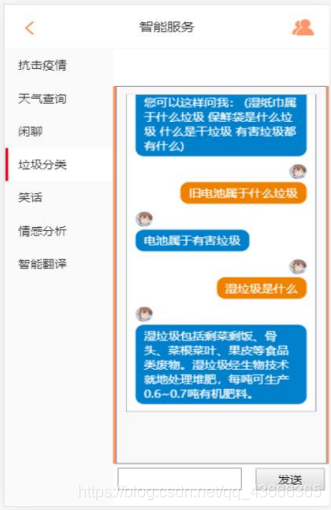 智能服务
抗击疫情
天气查询
闲聊
垃圾分类
笑话
情感分析
智能翻译
您可以这样问我： (湿纸巾属
于什么垃圾 保鲜袋是什么垃
圾 什么是干垃圾 有害垃圾都
有什么)
旧电池属于什么垃圾
电池属于有害垃圾
湿垃圾是什么
湿垃圾包括剩菜剩饭、骨
头、菜根菜叶、果皮等食品
类废物。湿垃圾经生物技术
就地处理堆肥，每吨可生产
0.6~0.7吨有机肥料。
发送